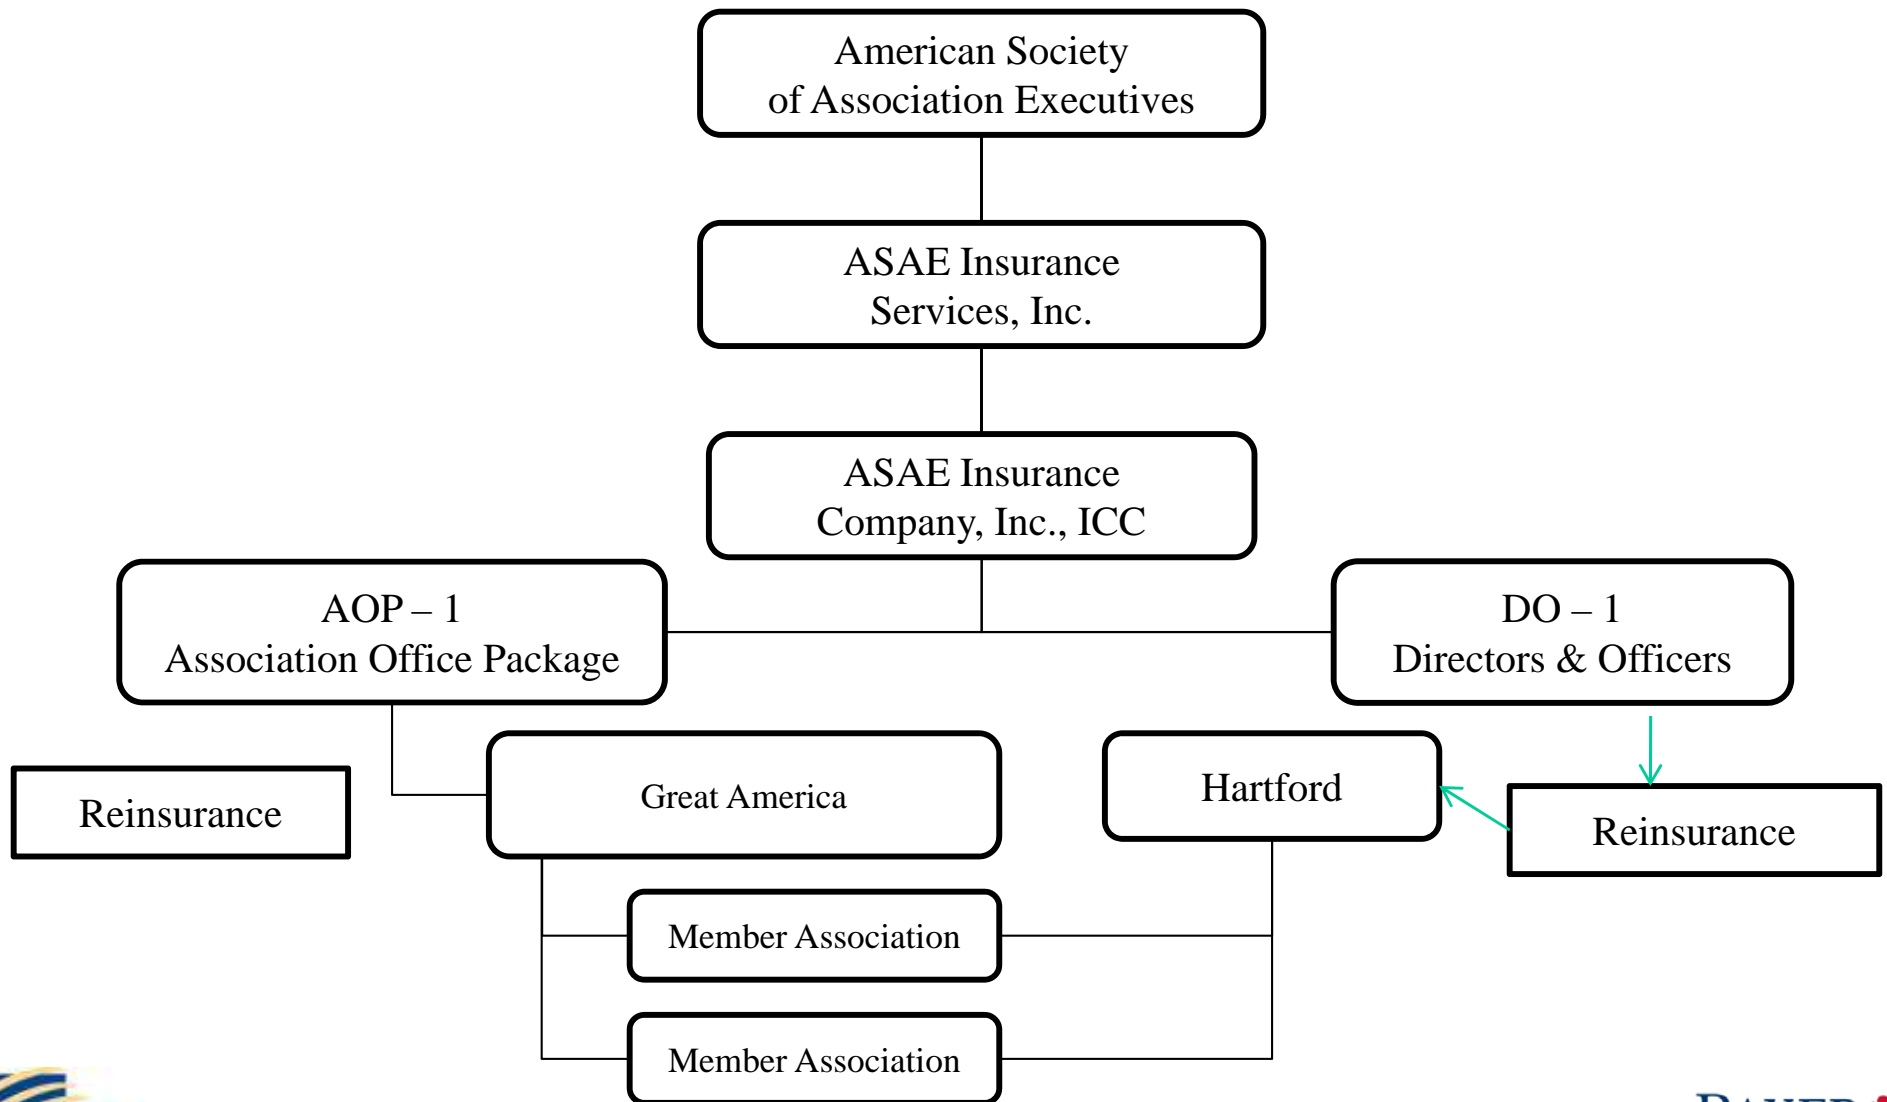 American Society
of Association Executives
ASAE Insurance
Services, Inc.
ASAE Insurance
Company, Inc., ICC
AOP – 1
Association Office Package
DO – 1
Directors & Officers
Reinsurance
Great America
Hartford
Reinsurance
Member Association
Member Association